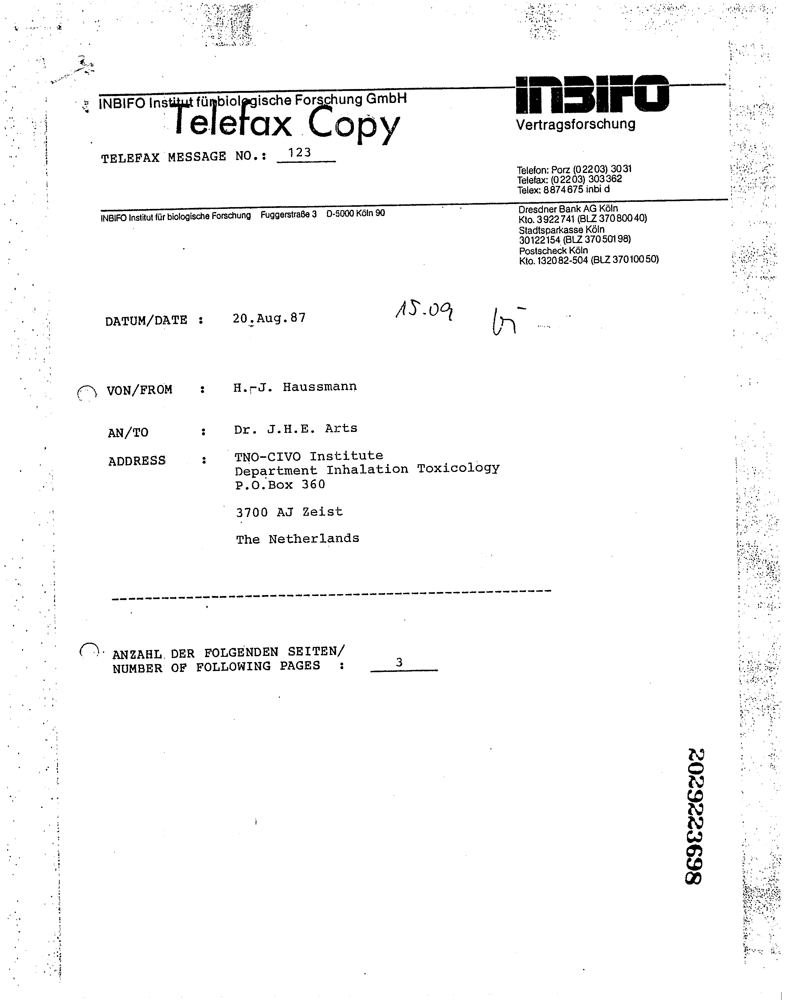 INBIFO Institut für biologische Forschung GmbH
Telefax Copy
TELEFAX MESSAGE NO.: 123
INBIFO
Vertragsforschung
Telefon: Porz (02203) 3031
Telefax: (02203) 303362
Telex: 8874675 inbi d
INBIFO Institut für biologische Forschung Fuggerstraße 3 D-5000 Köln 90
Dresdner Bank AG Köln
Kto. 3922741 (BLZ 37080040)
Stadtsparkasse Köln
30122154 (BLZ 37050198)
Postscheck Köln
Kto. 132082-504 (BLZ 37010050)
DATUM/DATE : 20.Aug.87
15.09
VON/FROM : H.-J. Haussmann
AN/TO : Dr. J.H.E. Arts
ADDRESS : TNO-CIVO Institute
Department Inhalation Toxicology
P.O.Box 360
3700 AJ Zeist
The Netherlands
ANZAHL DER FOLGENDEN SEITEN/
NUMBER OF FOLLOWING PAGES : 3
2029223698